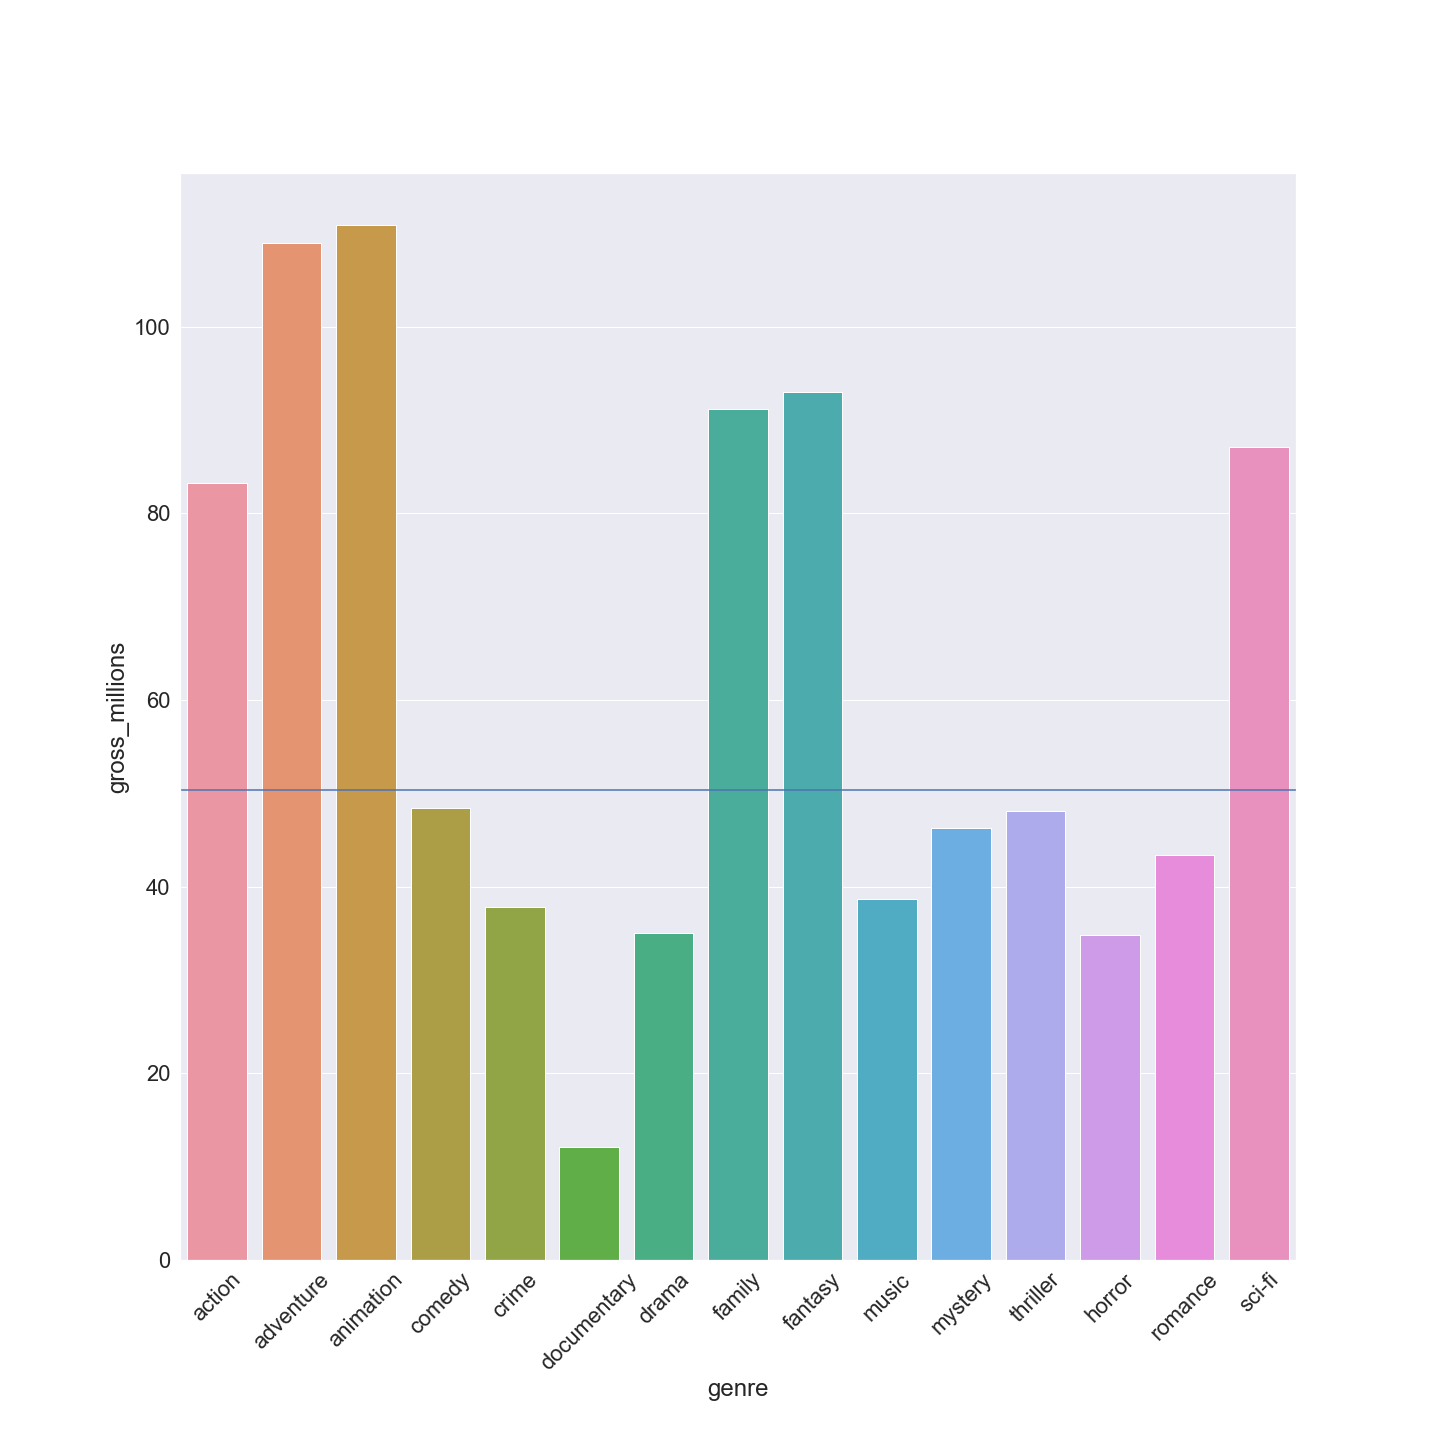 100
80
60
40
20
0
gross_millions
action
adventure
animation
comedy
crime
documentary
drama
family
fantasy
music
mystery
thriller
horror
romance
sci-fi
genre